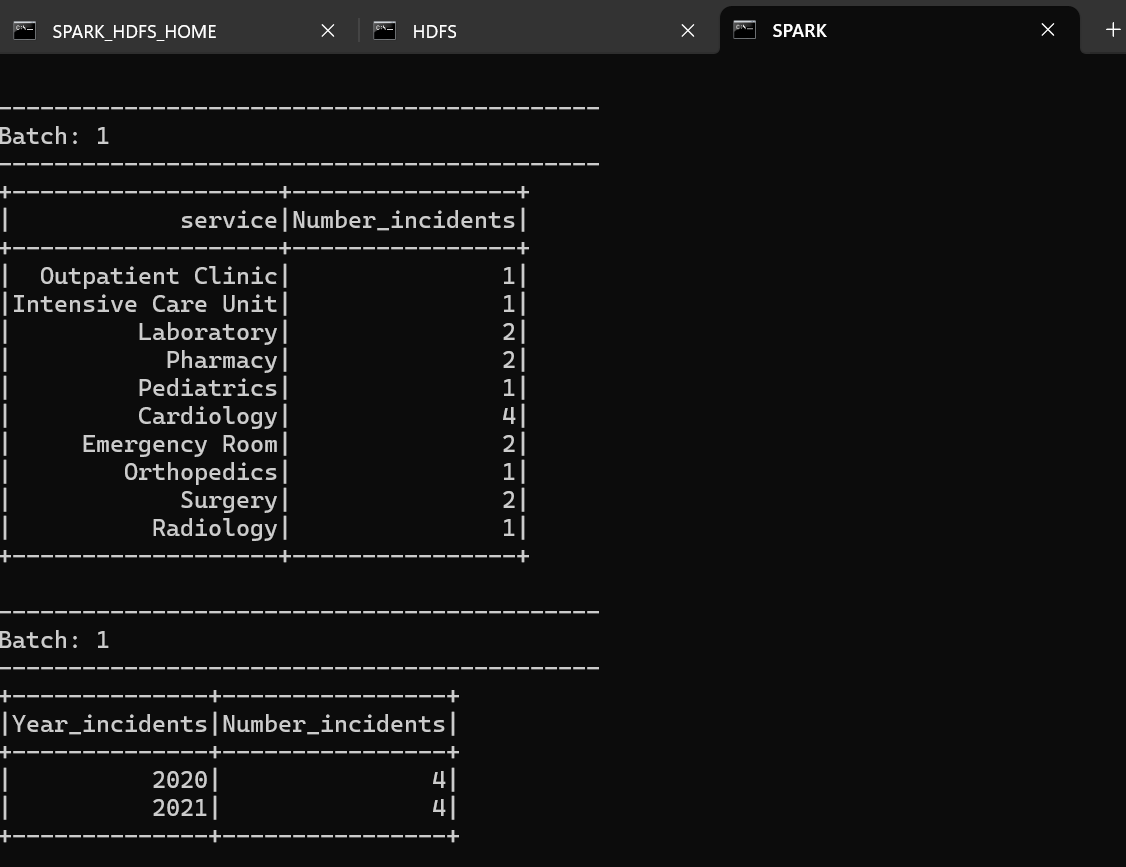 SPARK_HDFS_HOME HDFS SPARK
-------------------------------------------
Batch: 1
-------------------------------------------
+-------------------+----------------+
|            service|Number_incidents|
+-------------------+----------------+
|  Outpatient Clinic|               1|
|Intensive Care Unit|               1|
|         Laboratory|               2|
|           Pharmacy|               2|
|         Pediatrics|               1|
|         Cardiology|               4|
|     Emergency Room|               2|
|        Orthopedics|               1|
|            Surgery|               2|
|          Radiology|               1|
+-------------------+----------------+
-------------------------------------------
Batch: 1
-------------------------------------------
+--------------+----------------+
|Year_incidents|Number_incidents|
+--------------+----------------+
|          2020|               4|
|          2021|               4|
+--------------+----------------+